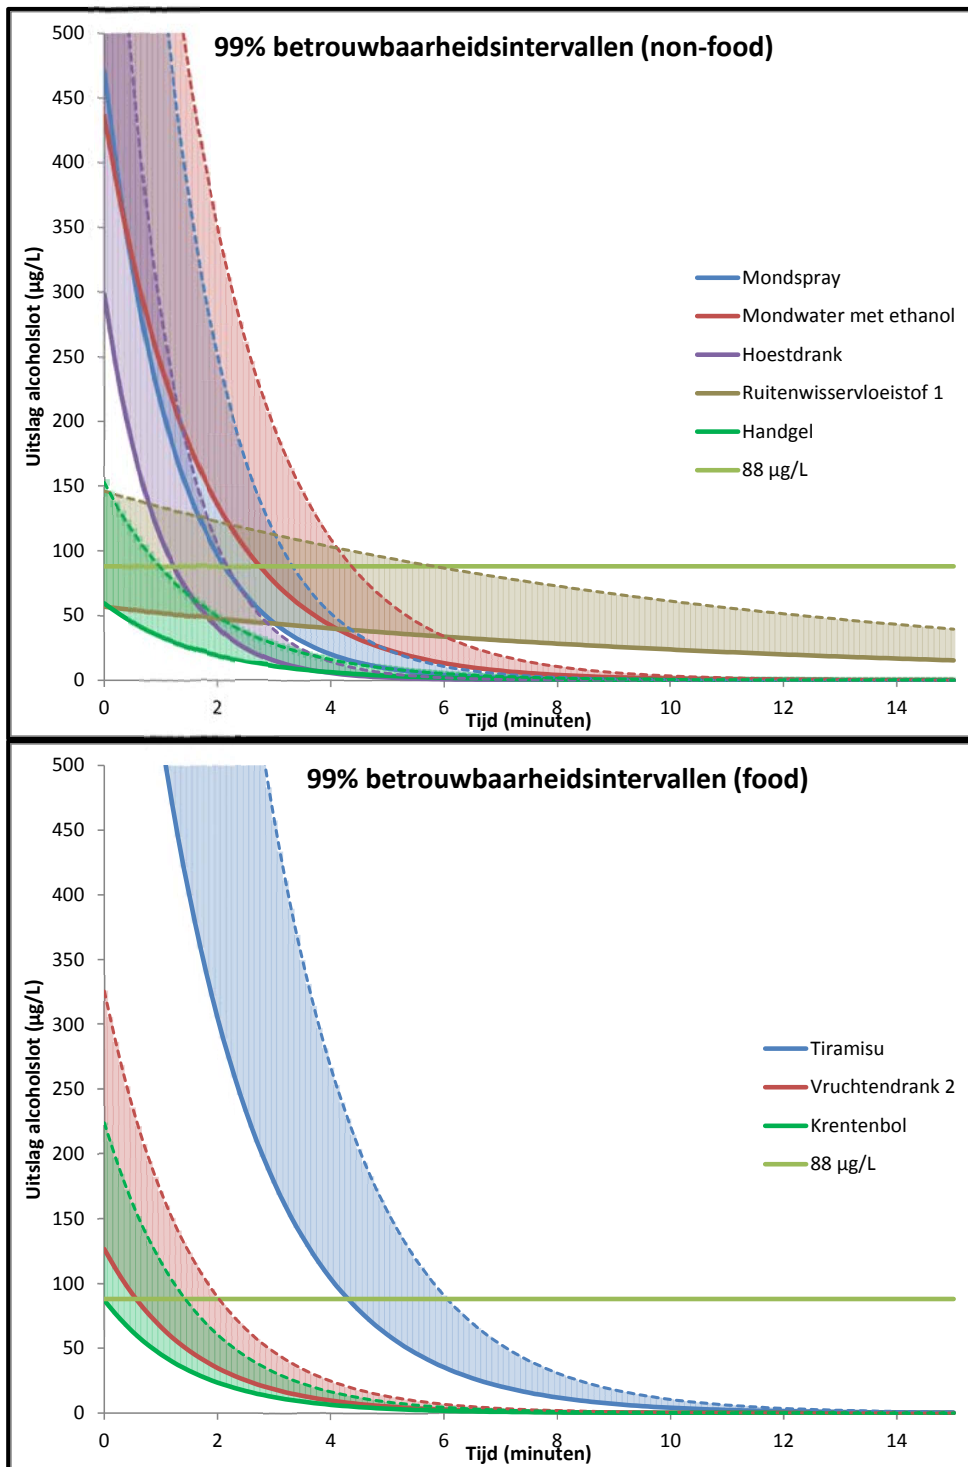 99% betrouwbaarheidsintervallen (non-food)
500
450
400
350
300
250
200
150
100
50
0
Uitslag alcoholslot (µg/L)
Mondspray
Mondwater met ethanol
Hoestdrank
Ruitenwisservloeistof 1
Handgel
88 µg/L
0 2 4 6 8 10 12 14
Tijd (minuten)
99% betrouwbaarheidsintervallen (food)
500
450
400
350
300
250
200
150
100
50
0
Uitslag alcoholslot (µg/L)
Tiramisu
Vruchtendrank 2
Krentenbol
88 µg/L
0 2 4 6 8 10 12 14
Tijd (minuten)